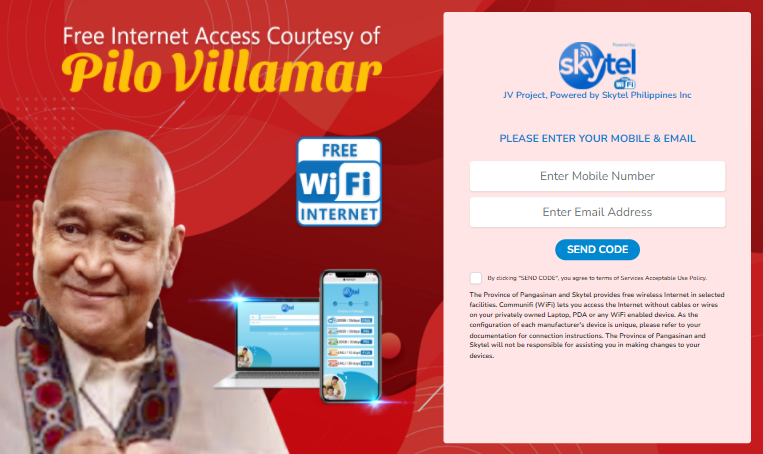 Free Internet Access Courtesy of
Pilo Villamar
FREE
Wi Fi
INTERNET
skytel
Powered by
skytel
WiFi
JV Project, Powered by Skytel Philippines Inc
PLEASE ENTER YOUR MOBILE & EMAIL
Enter Mobile Number
Enter Email Address
SEND CODE
By clicking "SEND CODE", you agree to terms of Services Acceptable Use Policy.
The Province of Pangasinan and Skytel provides free wireless Internet in selected
facilities. Communifi (WiFi) lets you access the Internet without cables or wires
on your privately owned Laptop, PDA or any WiFi enabled device. As the
configuration of each manufacturer's device is unique, please refer to your
documentation for connection instructions. The Province of Pangasinan and
Skytel will not be responsible for assisting you in making changes to your
devices.